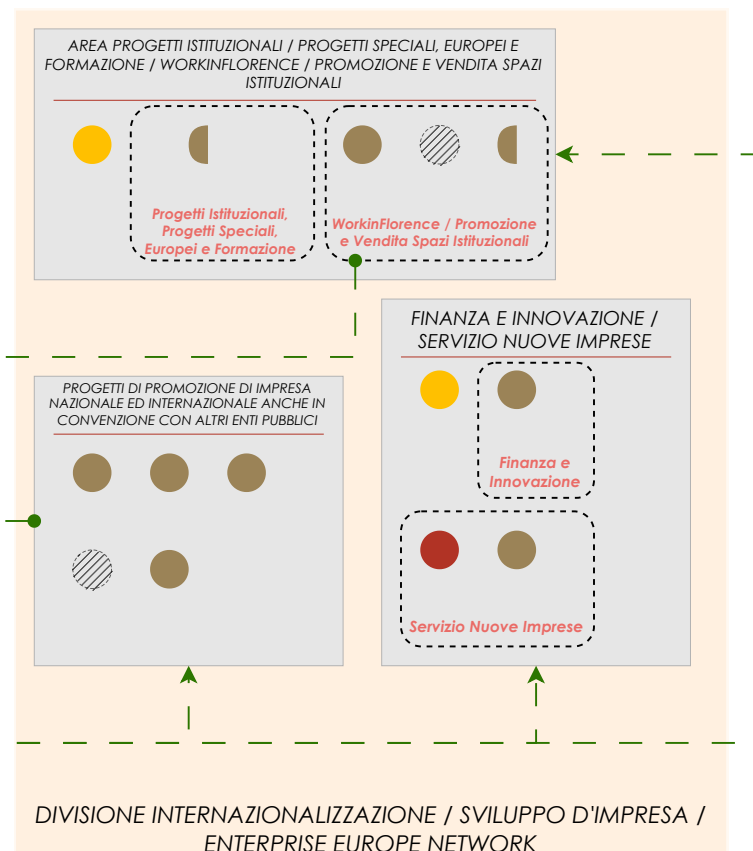 AREA PROGETTI ISTITUZIONALI / PROGETTI SPECIALI, EUROPEI E
FORMAZIONE / WORKINFLORENCE / PROMOZIONE E VENDITA SPAZI
ISTITUZIONALI
Progetti Istituzionali,
Progetti Speciali,
Europei e Formazione
WorkinFlorence / Promozione
e Vendita Spazi Istituzionali
FINANZA E INNOVAZIONE /
SERVIZIO NUOVE IMPRESE
Finanza e
Innovazione
Servizio Nuove Imprese
PROGETTI DI PROMOZIONE DI IMPRESA
NAZIONALE ED INTERNAZIONALE ANCHE IN
CONVENZIONE CON ALTRI ENTI PUBBLICI
DIVISIONE INTERNAZIONALIZZAZIONE / SVILUPPO D'IMPRESA /
ENTERPRISE EUROPE NETWORK